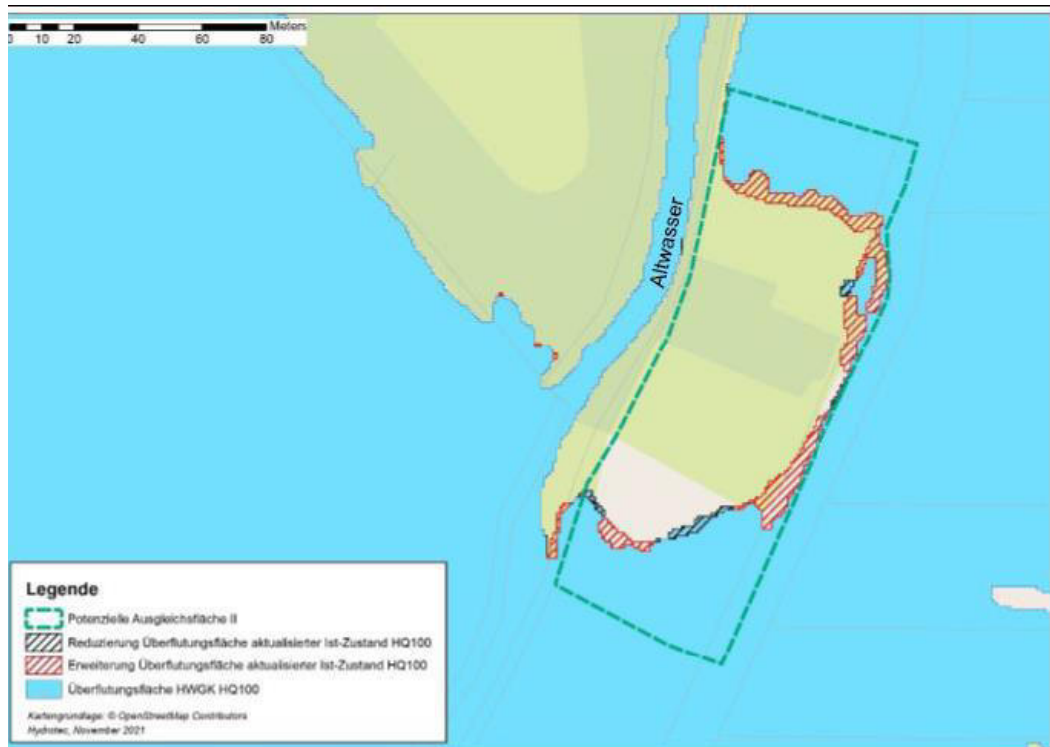 Meters
0 10 20 40 60 80
Altwasser
Legende
Potenzielle Ausgleichsfläche II
Reduzierung Überflutungsfläche aktualisierter Ist-Zustand HQ100
Erweiterung Überflutungsfläche aktualisierter Ist-Zustand HQ100
Überflutungsfläche HWGK HQ100
Kartengrundlage: © OpenStreetMap Contributors
Hydrotec, November 2021